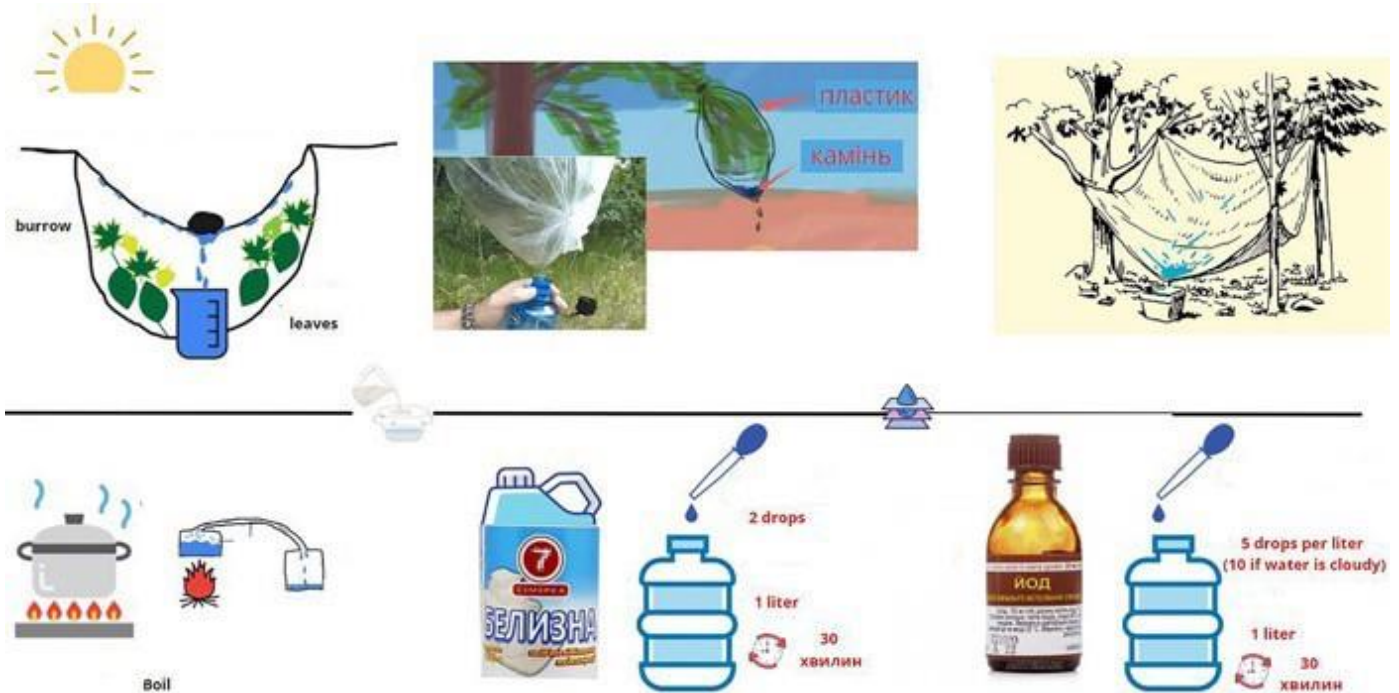 пластик
камінь
burrow
leaves
2 drops
7
БЕЛИЗНА
1 liter
30
хвилин
ЙОД
5 drops per liter
(10 if water is cloudy)
1 liter
30
хвилин
Boil